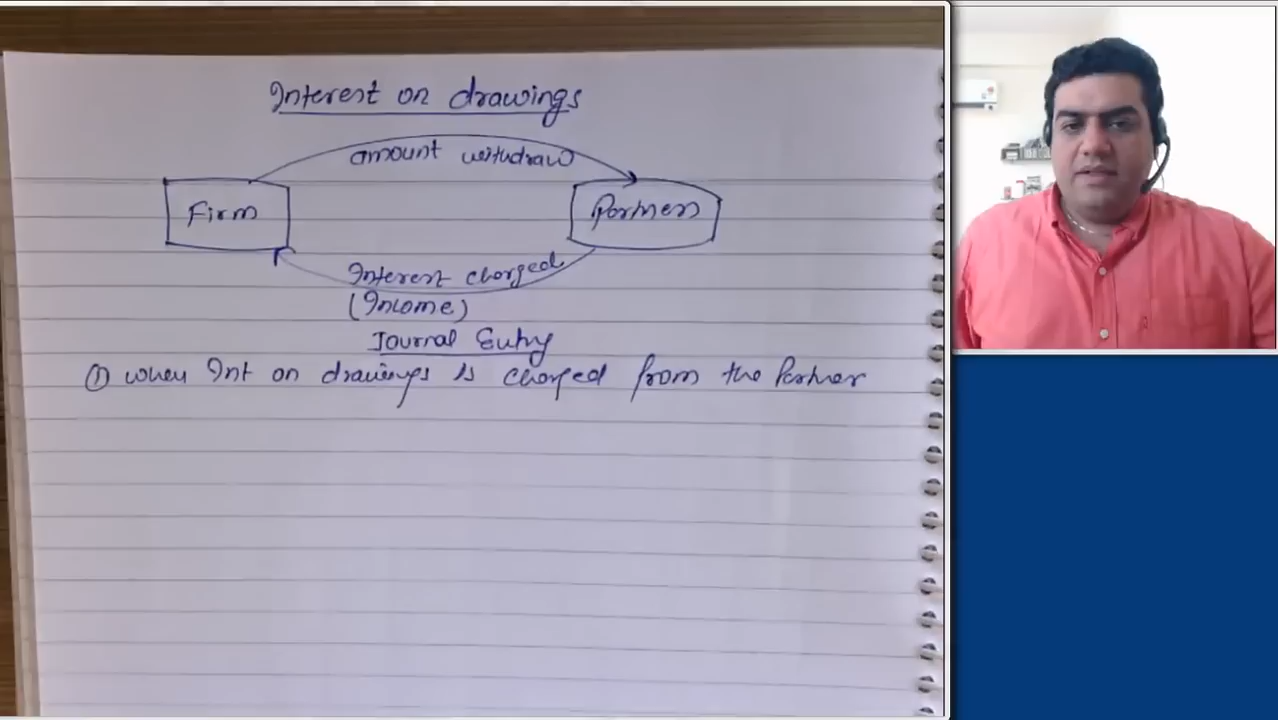 Interest on drawings
amount withdraw
Firm
Partners
Interest charged
(Income)
Journal Entry
① when Int on drawings is charged from the Partner